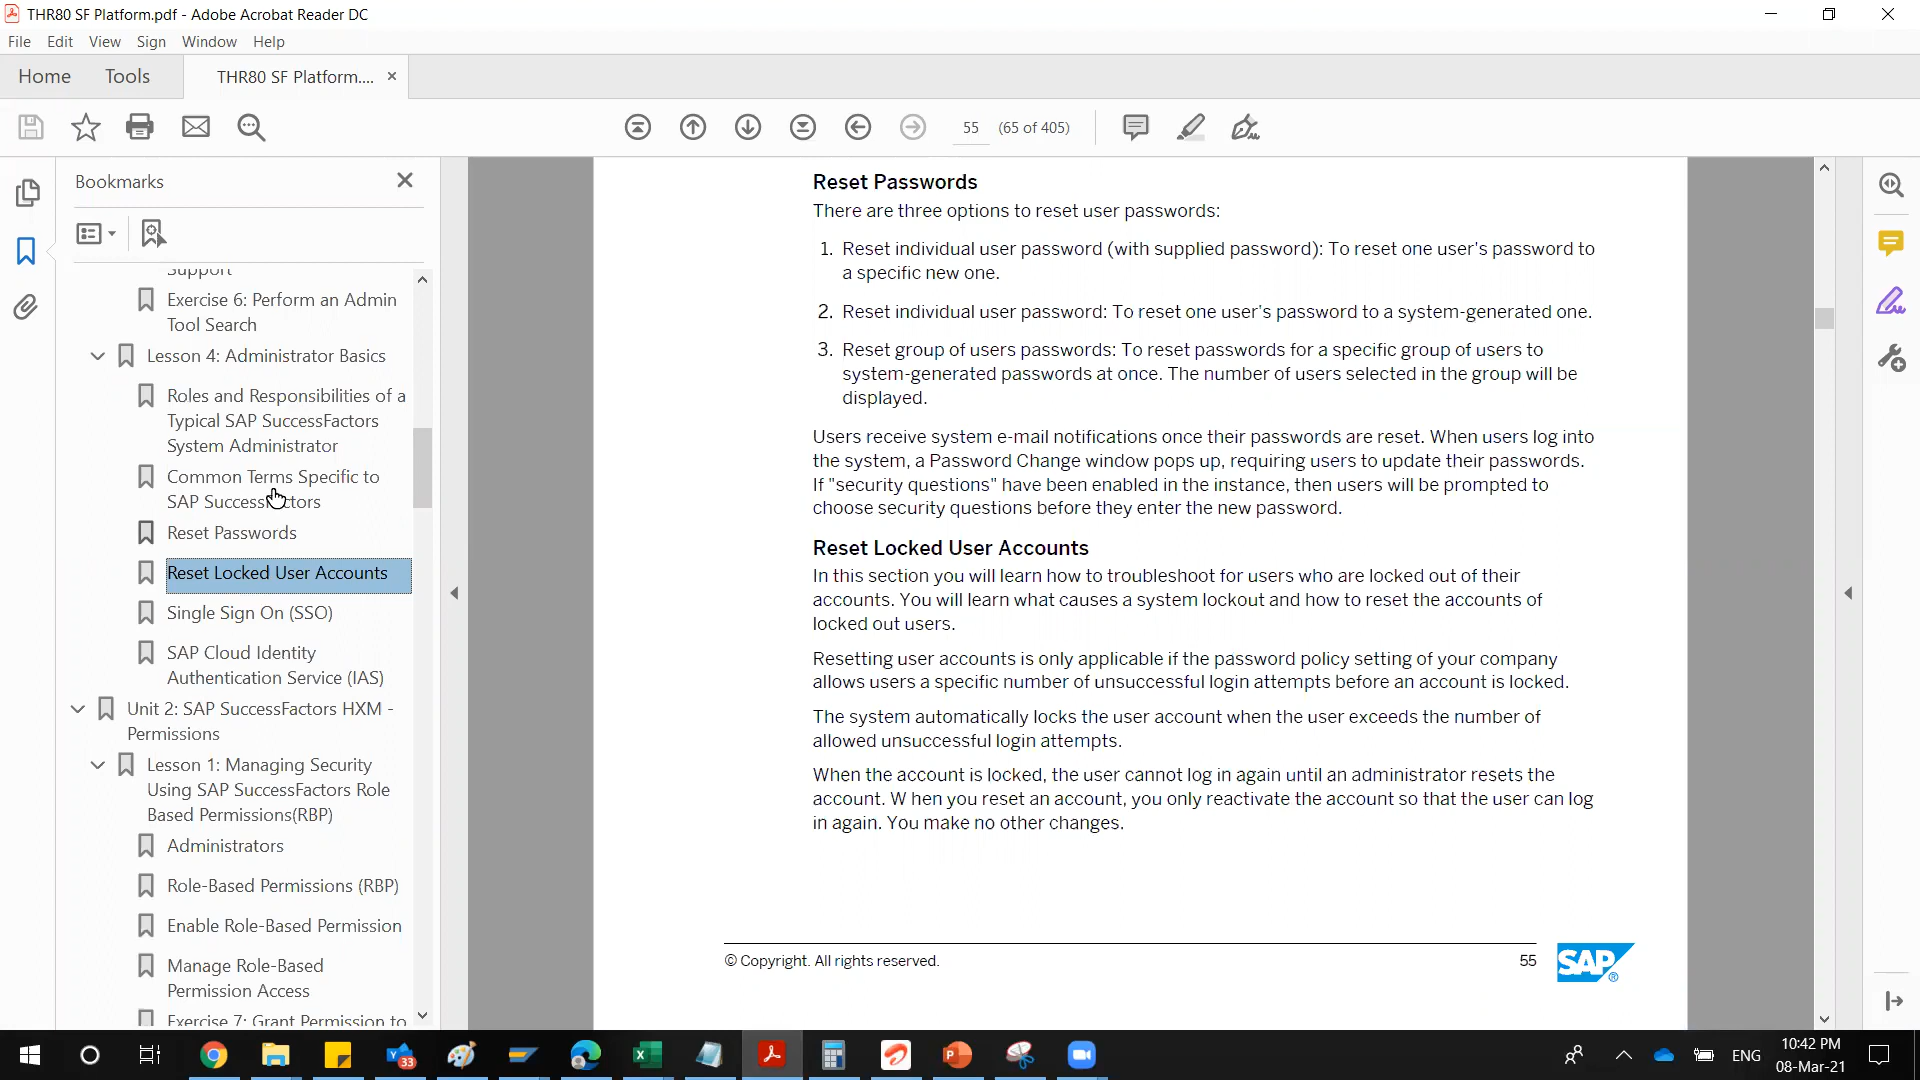 THR80 SF Platform.pdf - Adobe Acrobat Reader DC
File Edit View Sign Window Help
Home Tools THR80 SF Platform....
55 (65 of 405)
Bookmarks
Support
Exercise 6: Perform an Admin
Tool Search
Lesson 4: Administrator Basics
Roles and Responsibilities of a
Typical SAP SuccessFactors
System Administrator
Common Terms Specific to
SAP SuccessFactors
Reset Passwords
Reset Locked User Accounts
Single Sign On (SSO)
SAP Cloud Identity
Authentication Service (IAS)
Unit 2: SAP SuccessFactors HXM -
Permissions
Lesson 1: Managing Security
Using SAP SuccessFactors Role
Based Permissions(RBP)
Administrators
Role-Based Permissions (RBP)
Enable Role-Based Permission
Manage Role-Based
Permission Access
Exercise 7: Grant Permission to
Reset Passwords
There are three options to reset user passwords:
1. Reset individual user password (with supplied password): To reset one user's password to
a specific new one.
2. Reset individual user password: To reset one user's password to a system-generated one.
3. Reset group of users passwords: To reset passwords for a specific group of users to
system-generated passwords at once. The number of users selected in the group will be
displayed.
Users receive system e-mail notifications once their passwords are reset. When users log into
the system, a Password Change window pops up, requiring users to update their passwords.
If "security questions" have been enabled in the instance, then users will be prompted to
choose security questions before they enter the new password.
Reset Locked User Accounts
In this section you will learn how to troubleshoot for users who are locked out of their
accounts. You will learn what causes a system lockout and how to reset the accounts of
locked out users.
Resetting user accounts is only applicable if the password policy setting of your company
allows users a specific number of unsuccessful login attempts before an account is locked.
The system automatically locks the user account when the user exceeds the number of
allowed unsuccessful login attempts.
When the account is locked, the user cannot log in again until an administrator resets the
account. W hen you reset an account, you only reactivate the account so that the user can log
in again. You make no other changes.
© Copyright. All rights reserved. 55 SAP®
33
ENG
10:42 PM
08-Mar-21